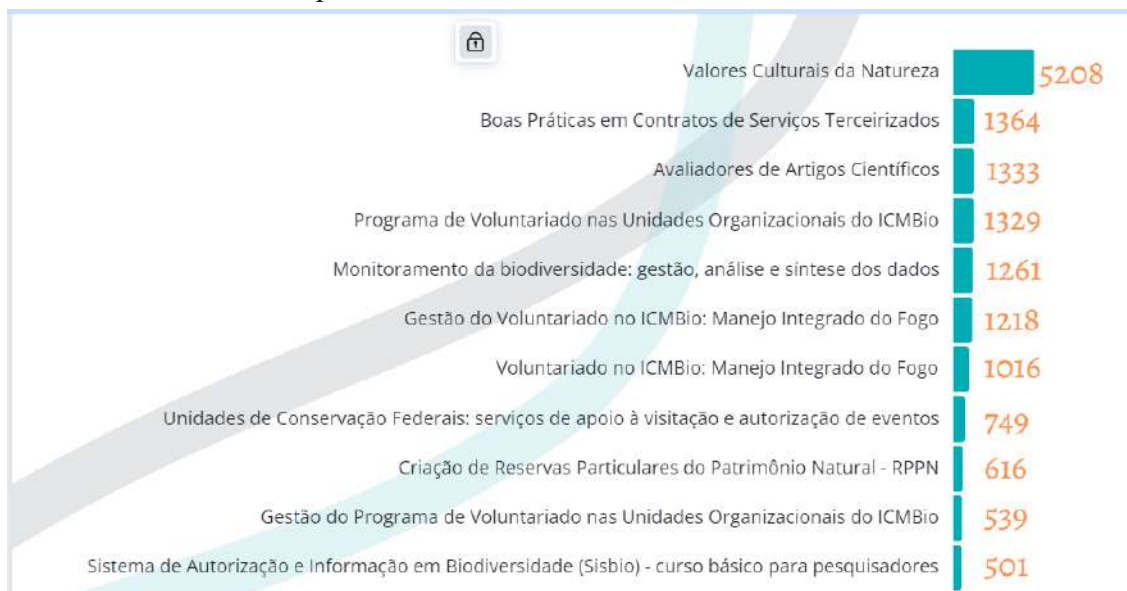 Valores Culturais da Natureza 5208
Boas Práticas em Contratos de Serviços Terceirizados 1364
Avaliadores de Artigos Científicos 1333
Programa de Voluntariado nas Unidades Organizacionais do ICMBio 1329
Monitoramento da biodiversidade: gestão, análise e síntese dos dados 1261
Gestão do Voluntariado no ICMBio: Manejo Integrado do Fogo 1218
Voluntariado no ICMBio: Manejo Integrado do Fogo 1016
Unidades de Conservação Federais: serviços de apoio à visitação e autorização de eventos 749
Criação de Reservas Particulares do Patrimônio Natural - RPPN 616
Gestão do Programa de Voluntariado nas Unidades Organizacionais do ICMBio 539
Sistema de Autorização e Informação em Biodiversidade (Sisbio) - curso básico para pesquisadores 501